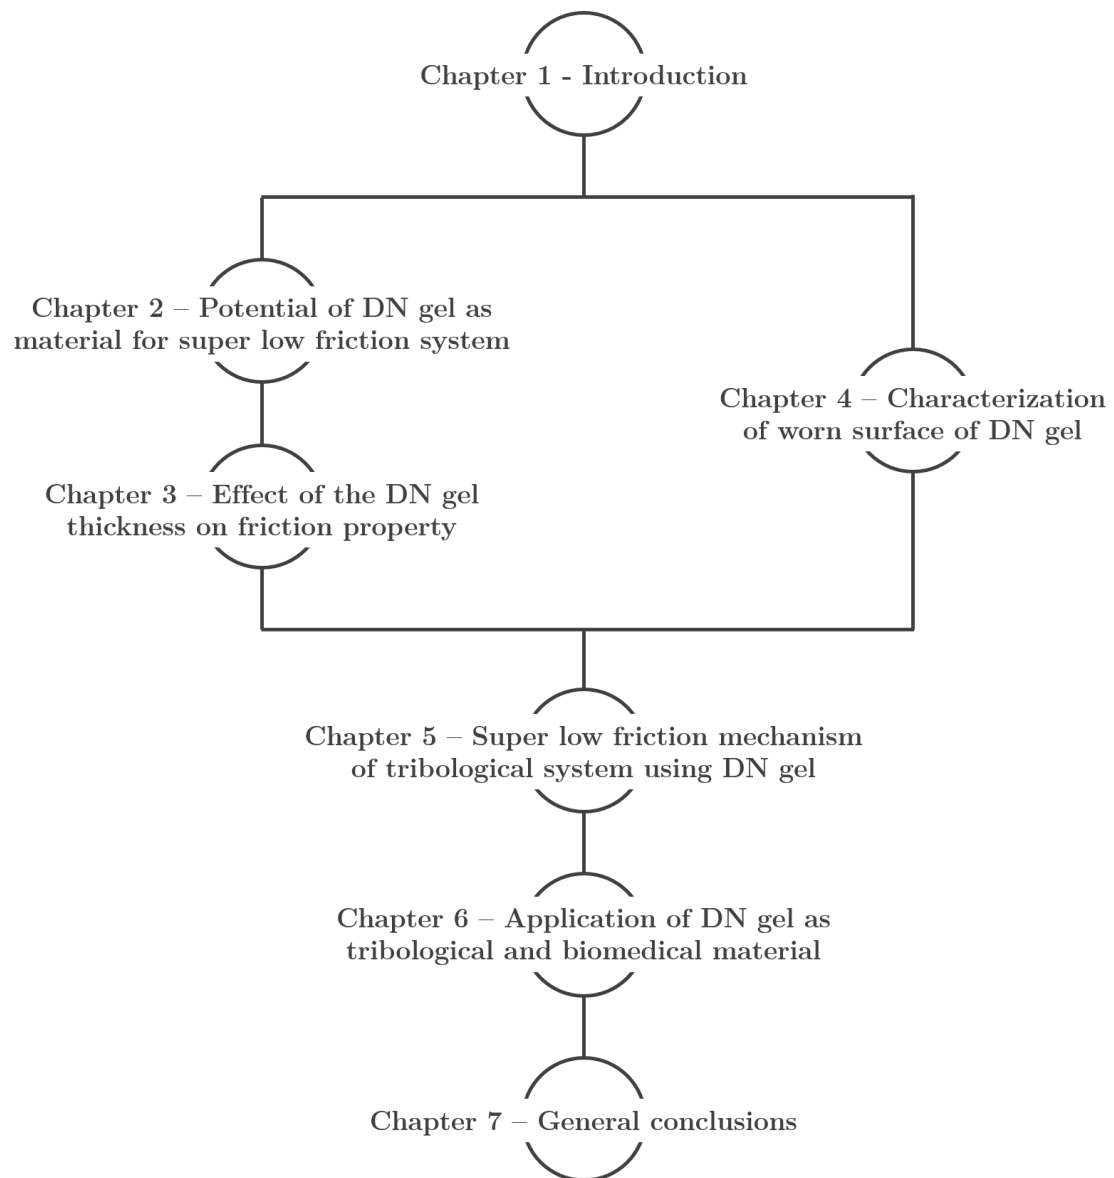 Chapter 1 - Introduction
Chapter 2 – Potential of DN gel as
material for super low friction system
Chapter 3 – Effect of the DN gel
thickness on friction property
Chapter 4 – Characterization
of worn surface of DN gel
Chapter 5 – Super low friction mechanism
of tribological system using DN gel
Chapter 6 – Application of DN gel as
tribological and biomedical material
Chapter 7 – General conclusions